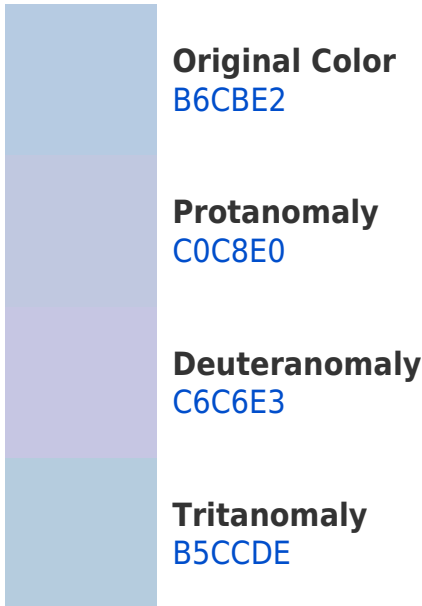 Original Color
B6CBE2
Protanomaly
C0C8E0
Deuteranomaly
C6C6E3
Tritanomaly
B5CCDE